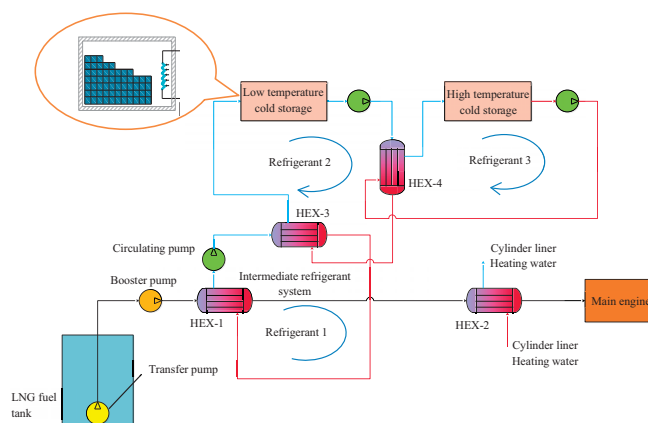 Low temperature
cold storage
High temperature
cold storage
Refrigerant 2
Refrigerant 3
HEX-4
HEX-3
Circulating pump
Cylinder liner
Heating water
Booster pump
Intermediate refrigerant
system
Main engine
HEX-1
HEX-2
Refrigerant 1
Cylinder liner
Heating water
Transfer pump
LNG fuel
tank